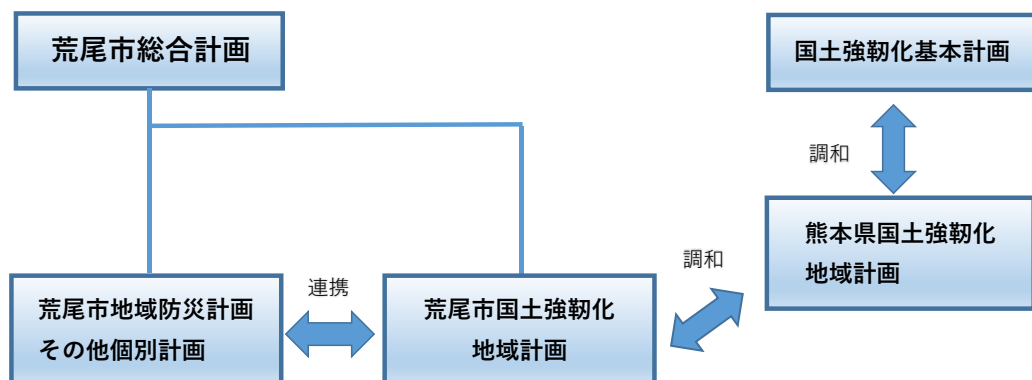 荒尾市総合計画
国土強靭化基本計画
調和
熊本県国土強靭化
地域計画
調和
連携
荒尾市地域防災計画
その他個別計画
荒尾市国土強靭化
地域計画